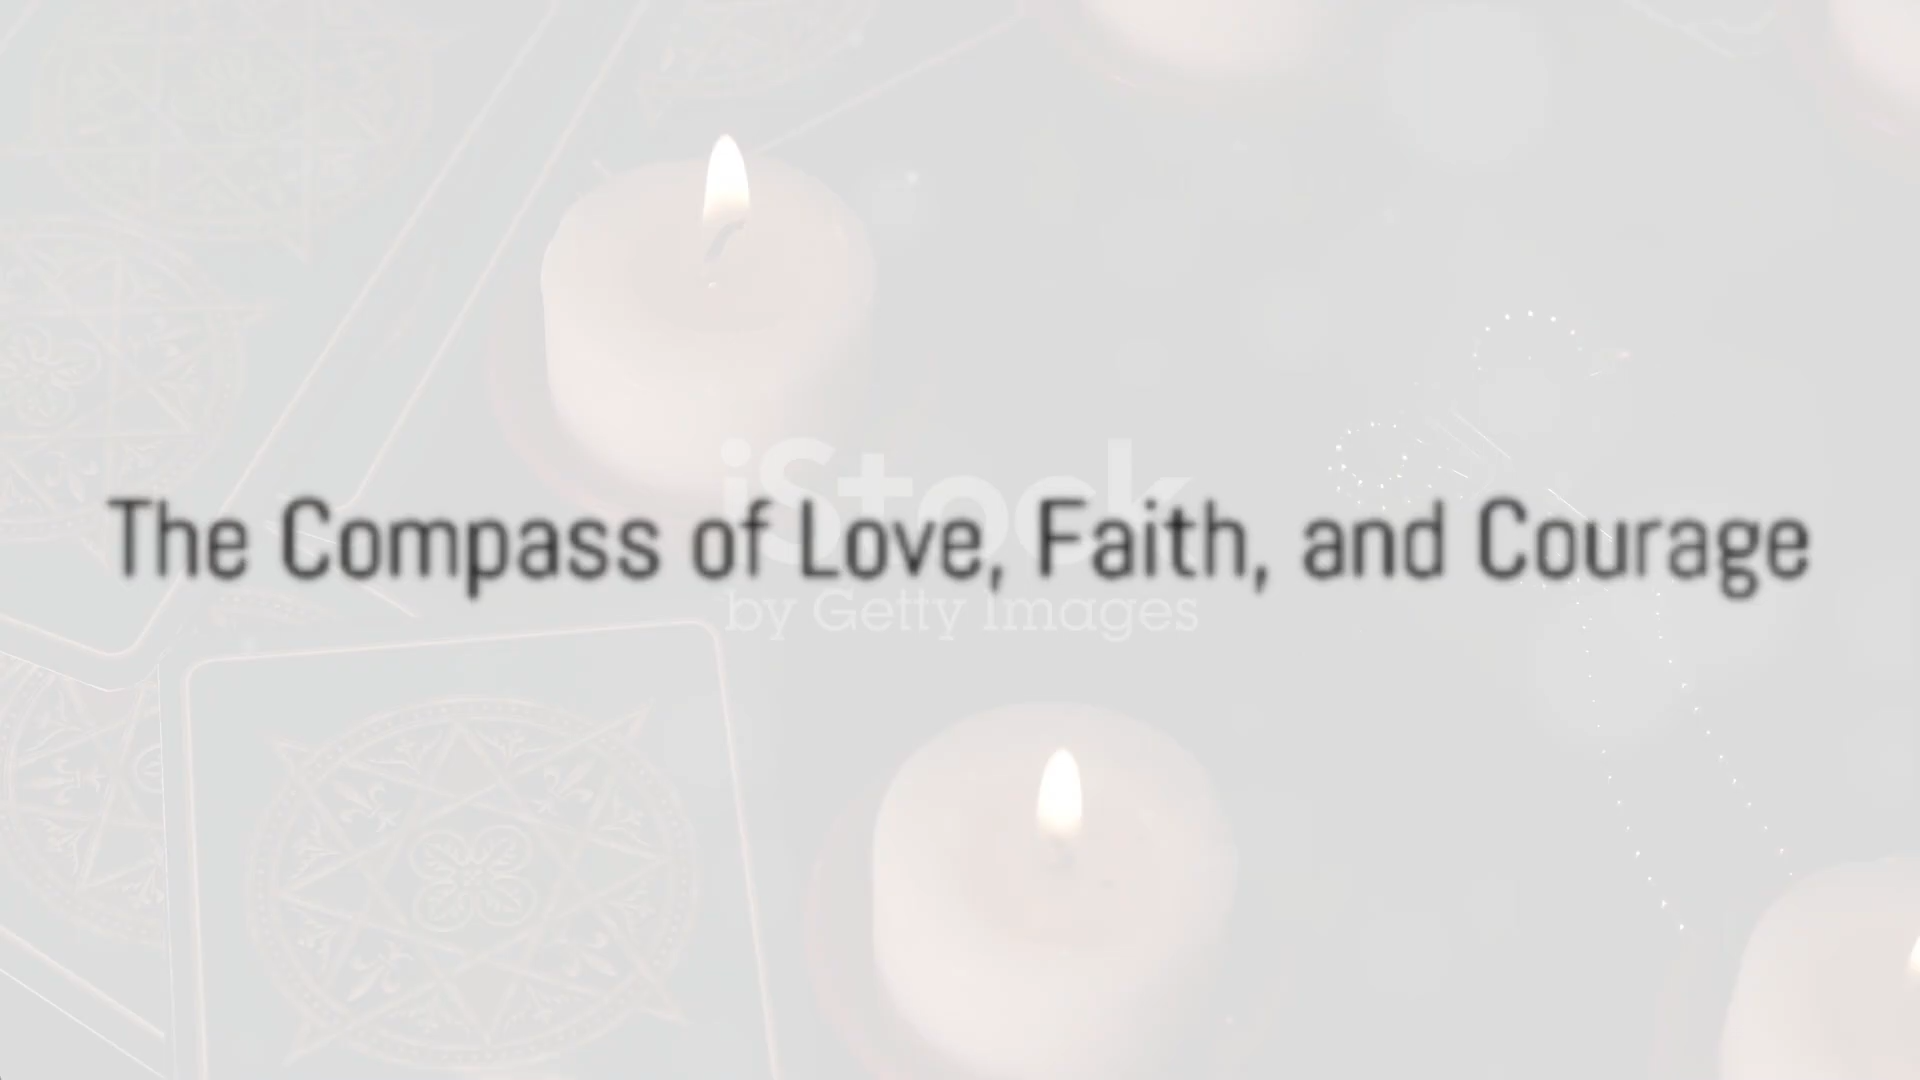 iStock
The Compass of Love, Faith, and Courage
by Getty Images